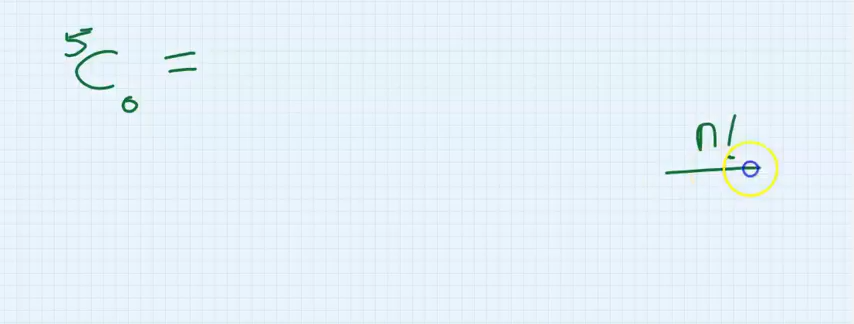 ⁵C₀ =
n!